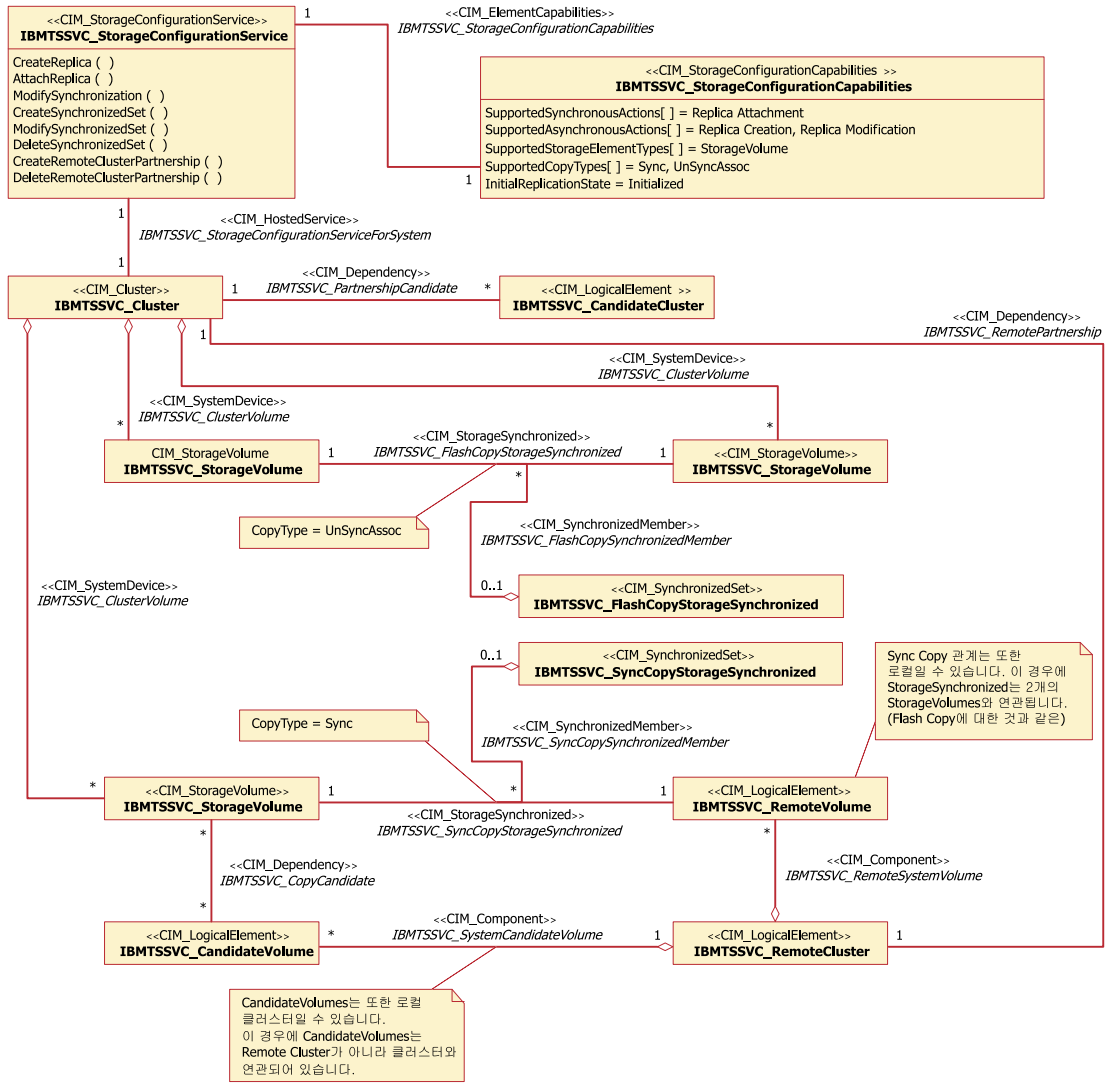 <<CIM_StorageConfigurationService>>
IBMTSSVC_StorageConfigurationService
CreateReplica ( )
AttachReplica ( )
ModifySynchronization ( )
CreateSynchronizedSet ( )
ModifySynchronizedSet ( )
DeleteSynchronizedSet ( )
CreateRemoteClusterPartnership ( )
DeleteRemoteClusterPartnership ( )
1
<<CIM_ElementCapabilities>>
IBMTSSVC_StorageConfigurationCapabilities
<<CIM_StorageConfigurationCapabilities >>
IBMTSSVC_StorageConfigurationCapabilities
SupportedSynchronousActions[ ] = Replica Attachment
SupportedAsynchronousActions[ ] = Replica Creation, Replica Modification
SupportedStorageElementTypes[ ] = StorageVolume
SupportedCopyTypes[ ] = Sync, UnSyncAssoc
InitialReplicationState = Initialized
1
1
<<CIM_HostedService>>
IBMTSSVC_StorageConfigurationServiceForSystem
1
<<CIM_Cluster>>
IBMTSSVC_Cluster
1
<<CIM_Dependency>>
IBMTSSVC_PartnershipCandidate
*
<<CIM_LogicalElement >>
IBMTSSVC_CandidateCluster
1
<<CIM_Dependency>>
IBMTSSVC_RemotePartnership
<<CIM_SystemDevice>>
IBMTSSVC_ClusterVolume
<<CIM_SystemDevice>>
IBMTSSVC_ClusterVolume
*
*
CIM_StorageVolume
IBMTSSVC_StorageVolume
1
<<CIM_StorageSynchronized>>
IBMTSSVC_FlashCopyStorageSynchronized
1
<<CIM_StorageVolume>>
IBMTSSVC_StorageVolume
*
CopyType = UnSyncAssoc
<<CIM_SynchronizedMember>>
IBMTSSVC_FlashCopySynchronizedMember
<<CIM_SystemDevice>>
IBMTSSVC_ClusterVolume
0..1
<<CIM_SynchronizedSet>>
IBMTSSVC_FlashCopyStorageSynchronized
0..1
<<CIM_SynchronizedSet>>
IBMTSSVC_SyncCopyStorageSynchronized
Sync Copy 관계는 또한
로컬일 수 있습니다. 이 경우에
StorageSynchronized는 2개의
StorageVolumes와 연관됩니다.
(Flash Copy에 대한 것과 같은)
CopyType = Sync
<<CIM_SynchronizedMember>>
IBMTSSVC_SyncCopySynchronizedMember
*
<<CIM_StorageVolume>>
IBMTSSVC_StorageVolume
1
*
1
<<CIM_LogicalElement>>
IBMTSSVC_RemoteVolume
<<CIM_StorageSynchronized>>
IBMTSSVC_SyncCopyStorageSynchronized
*
*
<<CIM_Dependency>>
IBMTSSVC_CopyCandidate
<<CIM_Component>>
IBMTSSVC_RemoteSystemVolume
*
<<CIM_LogicalElement>>
IBMTSSVC_CandidateVolume
*
<<CIM_Component>>
IBMTSSVC_SystemCandidateVolume
1
<<CIM_LogicalElement>>
IBMTSSVC_RemoteCluster
1
CandidateVolumes는 또한 로컬
클러스터일 수 있습니다.
이 경우에 CandidateVolumes는
Remote Cluster가 아니라 클러스터와
연관되어 있습니다.